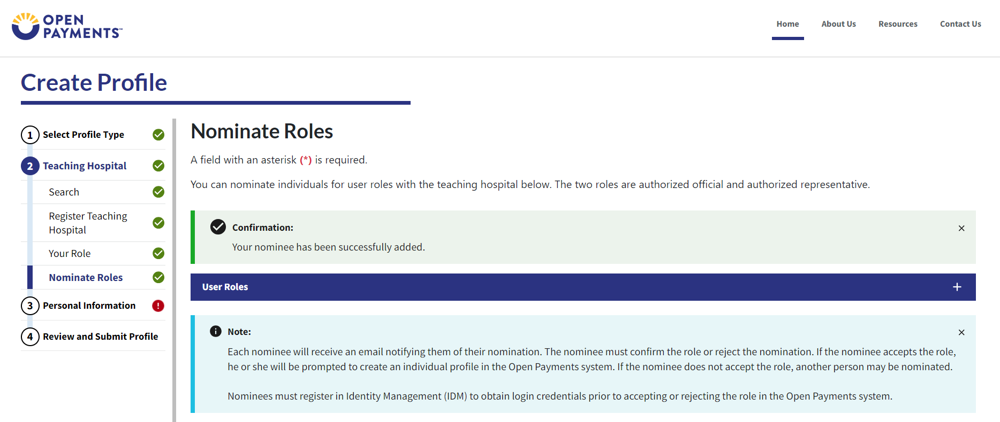 OPEN
PAYMENTS™
Home
About Us
Resources
Contact Us
Create Profile
1 Select Profile Type
2 Teaching Hospital
Search
Register Teaching
Hospital
Your Role
Nominate Roles
3 Personal Information
4 Review and Submit Profile
Nominate Roles
A field with an asterisk (*) is required.
You can nominate individuals for user roles with the teaching hospital below. The two roles are authorized official and authorized representative.
Confirmation:
Your nominee has been successfully added.
User Roles
Note:
Each nominee will receive an email notifying them of their nomination. The nominee must confirm the role or reject the nomination. If the nominee accepts the role,
he or she will be prompted to create an individual profile in the Open Payments system. If the nominee does not accept the role, another person may be nominated.
Nominees must register in Identity Management (IDM) to obtain login credentials prior to accepting or rejecting the role in the Open Payments system.